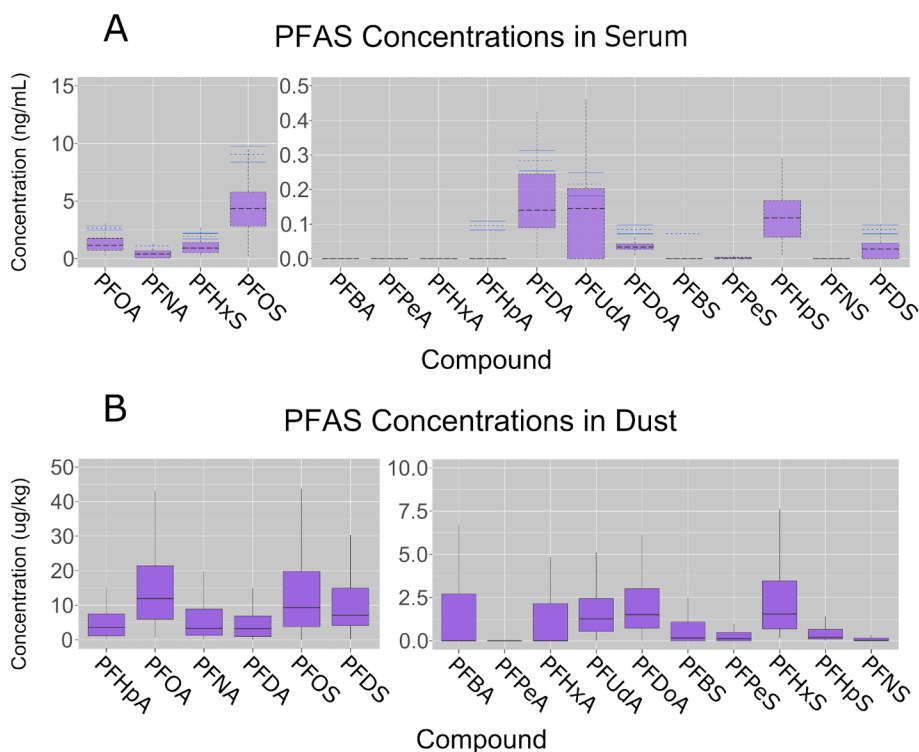 A
PFAS Concentrations in Serum
Concentration (ng/mL)
15
10
5
0
0.5
0.4
0.3
0.2
0.1
0.0
PFOA
PFNA
PFHxS
PFOS
PFBA
PFPeA
PFHxA
PFHpA
PFDA
PFUdA
PFDoA
PFBS
PFPeS
PFHpS
PFNS
PFDS
Compound
B
PFAS Concentrations in Dust
Concentration (ug/kg)
50
40
30
20
10
0
10.0
7.5
5.0
2.5
0.0
PFHpA
PFOA
PFNA
PFDA
PFOS
PFDS
PFBA
PFPeA
PFHxA
PFUdA
PFDoA
PFBS
PFPeS
PFHxS
PFHpS
PFNS
Compound